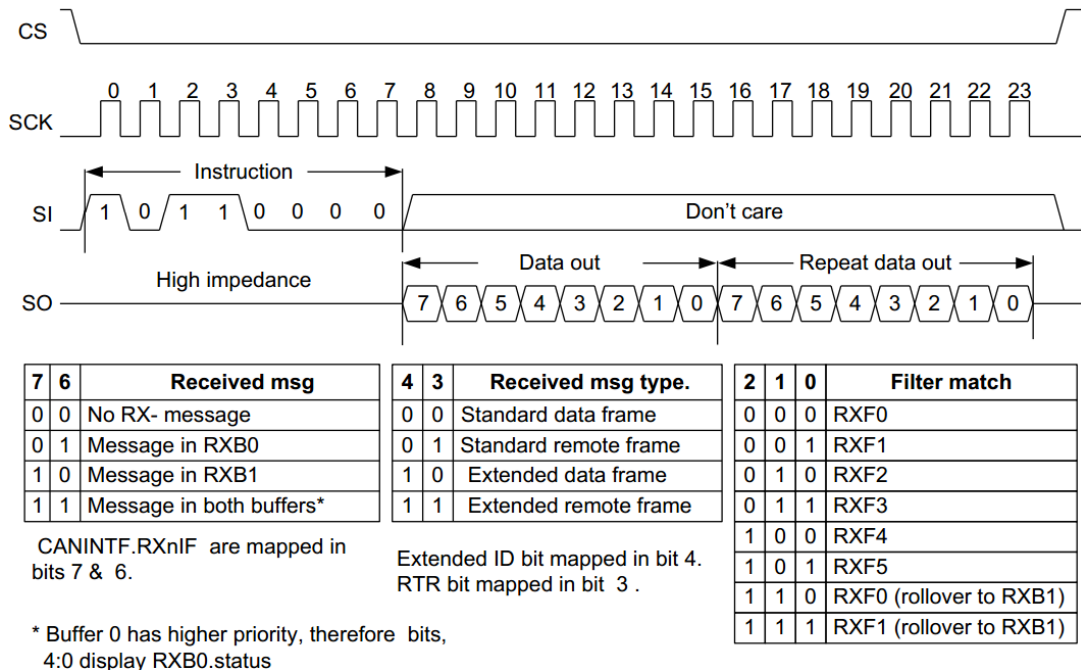 CS
0 1 2 3 4 5 6 7 8 9 10 11 12 13 14 15 16 17 18 19 20 21 22 23
SCK
Instruction
SI 1 0 1 1 0 0 0 0 Don't care
Data out Repeat data out
High impedance
SO 7 6 5 4 3 2 1 0 7 6 5 4 3 2 1 0
7 6 Received msg
0 0 No RX- message
0 1 Message in RXB0
1 0 Message in RXB1
1 1 Message in both buffers*
CANINTF.RXnIF are mapped in
bits 7 & 6.
* Buffer 0 has higher priority, therefore bits,
4:0 display RXB0.status
4 3 Received msg type.
0 0 Standard data frame
0 1 Standard remote frame
1 0 Extended data frame
1 1 Extended remote frame
Extended ID bit mapped in bit 4.
RTR bit mapped in bit 3 .
2 1 0 Filter match
0 0 0 RXF0
0 0 1 RXF1
0 1 0 RXF2
0 1 1 RXF3
1 0 0 RXF4
1 0 1 RXF5
1 1 0 RXF0 (rollover to RXB1)
1 1 1 RXF1 (rollover to RXB1)